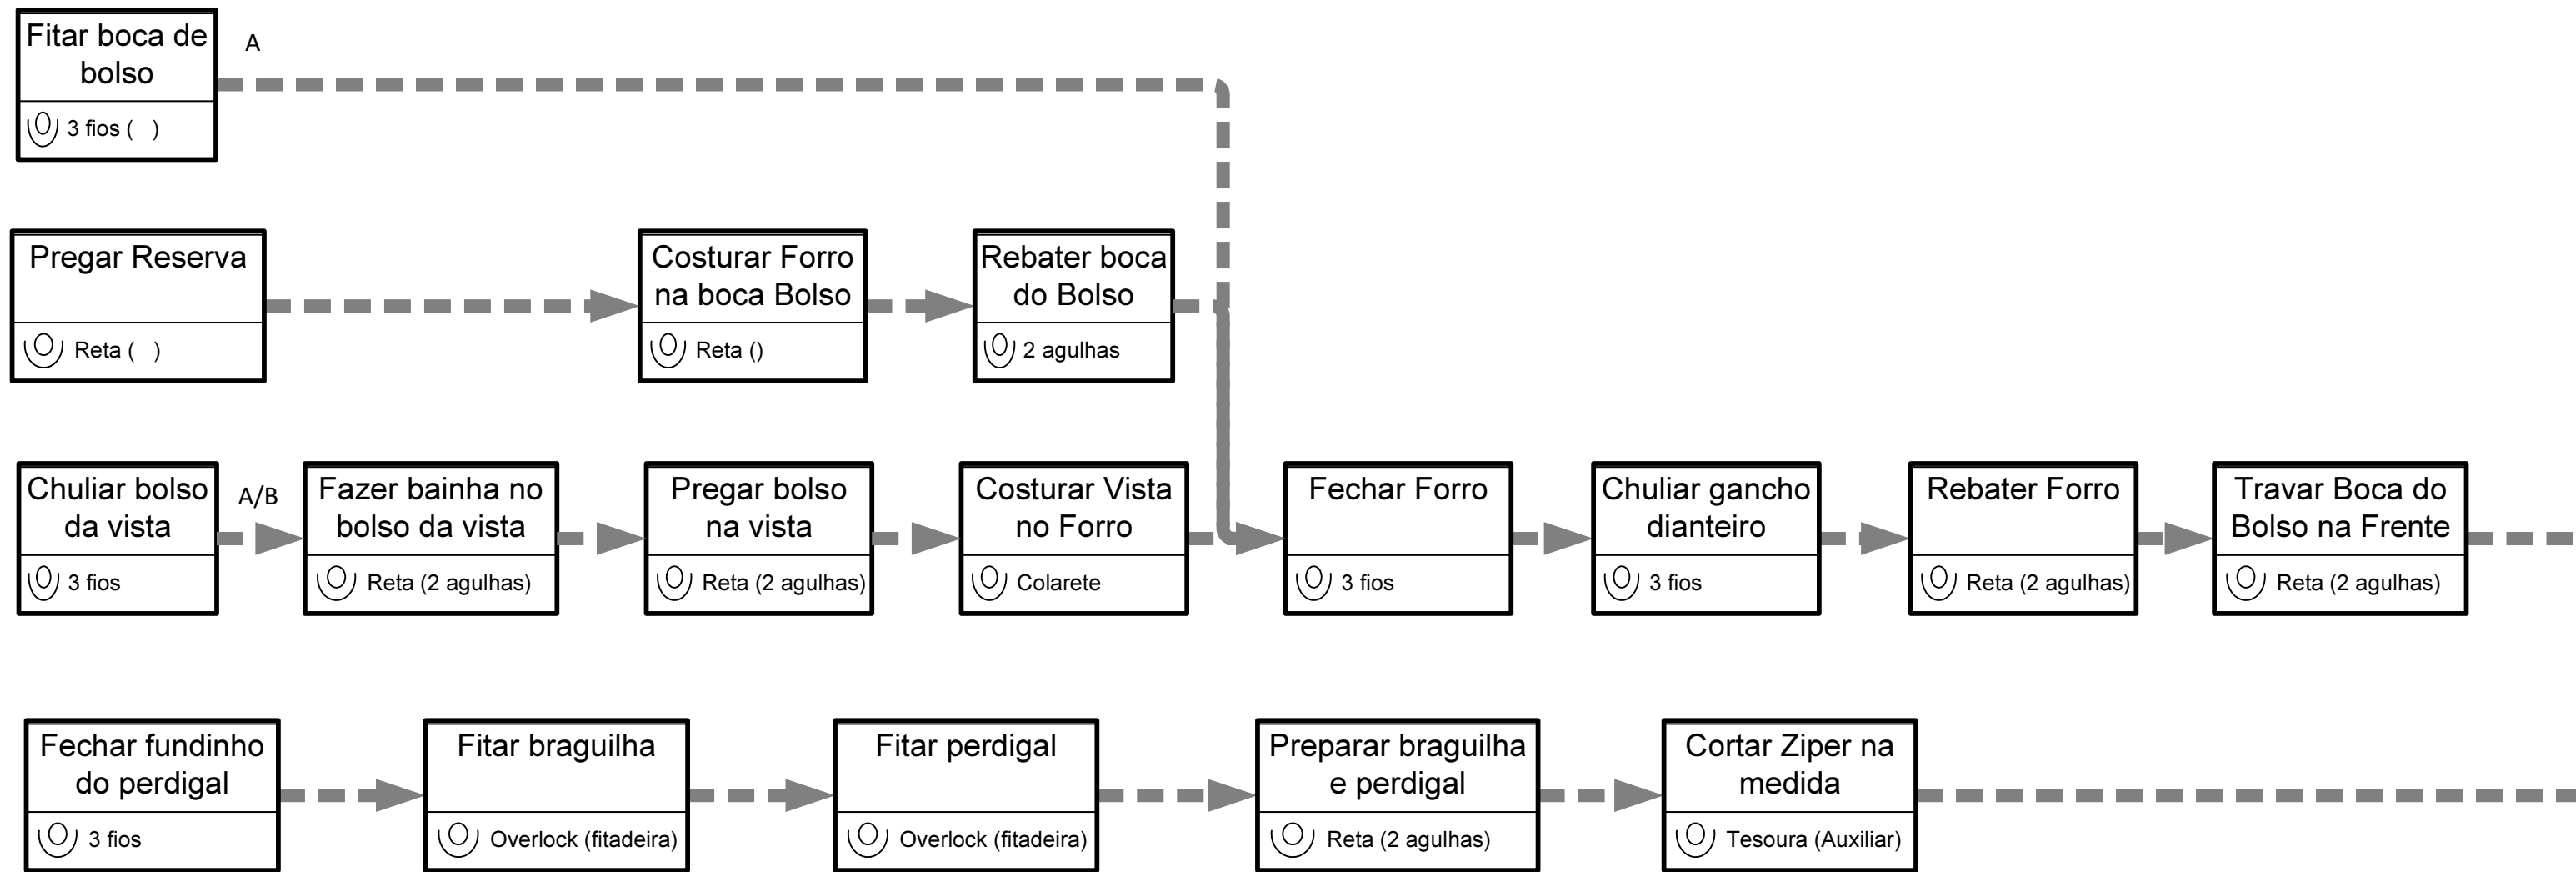 Fitar boca de
bolso
3 fios (   )
A
Pregar Reserva
Reta (   )
Costurar Forro
na boca Bolso
Reta ()
Rebater boca
do Bolso
2 agulhas
Chuliar bolso
da vista
3 fios
A/B
Fazer bainha no
bolso da vista
Reta (2 agulhas)
Pregar bolso
na vista
Reta (2 agulhas)
Costurar Vista
no Forro
Colarete
Fechar Forro
3 fios
Chuliar gancho
dianteiro
3 fios
Rebater Forro
Reta (2 agulhas)
Travar Boca do
Bolso na Frente
Reta (2 agulhas)
Fechar fundinho
do perdigal
3 fios
Fitar braguilha
Overlock (fitadeira)
Fitar perdigal
Overlock (fitadeira)
Preparar braguilha
e perdigal
Reta (2 agulhas)
Cortar Ziper na
medida
Tesoura (Auxiliar)